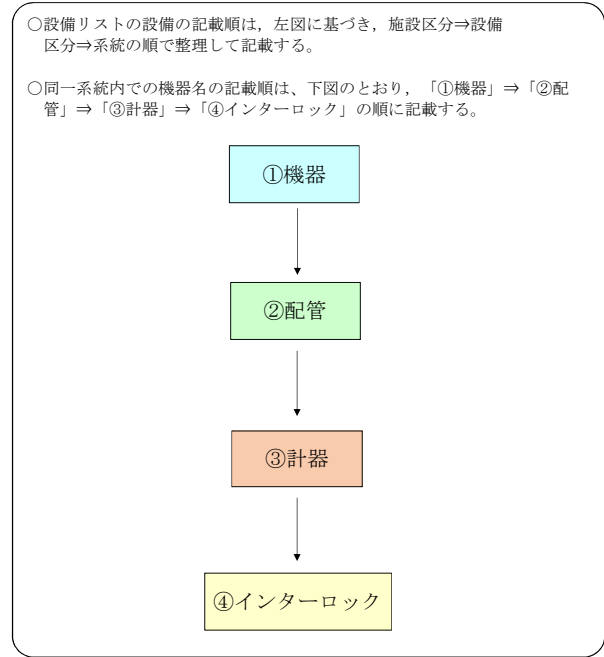 ○設備リストの設備の記載順は，左図に基づき，施設区分⇒設備
区分⇒系統の順で整理して記載する。
○同一系統内での機器名の記載順は、下図のとおり，「①機器」⇒「②配
管」⇒「③計器」⇒「④インターロック」の順に記載する。
①機器
②配管
③計器
④インターロック